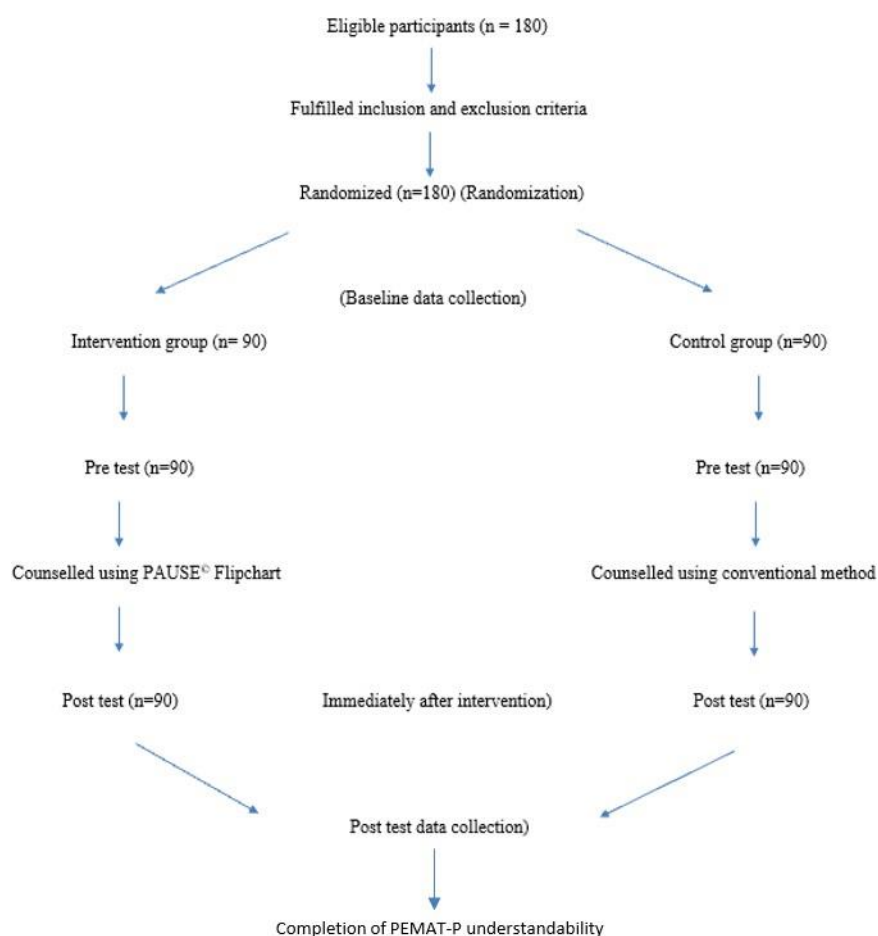 Eligible participants (n = 180)
Fulfilled inclusion and exclusion criteria
Randomized (n=180) (Randomization)
(Baseline data collection)
Intervention group (n= 90)
Control group (n=90)
Pre test (n=90)
Pre test (n=90)
Counselled using PAUSE© Flipchart
Counselled using conventional method
Post test (n=90)
Immediately after intervention)
Post test (n=90)
Post test data collection)
Completion of PEMAT-P understandability